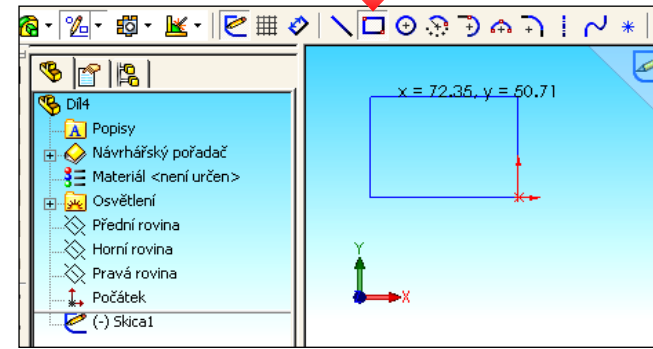 x = 72.35, y = 50.71
Díl4
A Popisy
Návrhářský pořadač
Materiál <není určen>
Osvětlení
Přední rovina
Horní rovina
Pravá rovina
Počátek
(-) Skica1
Y
X